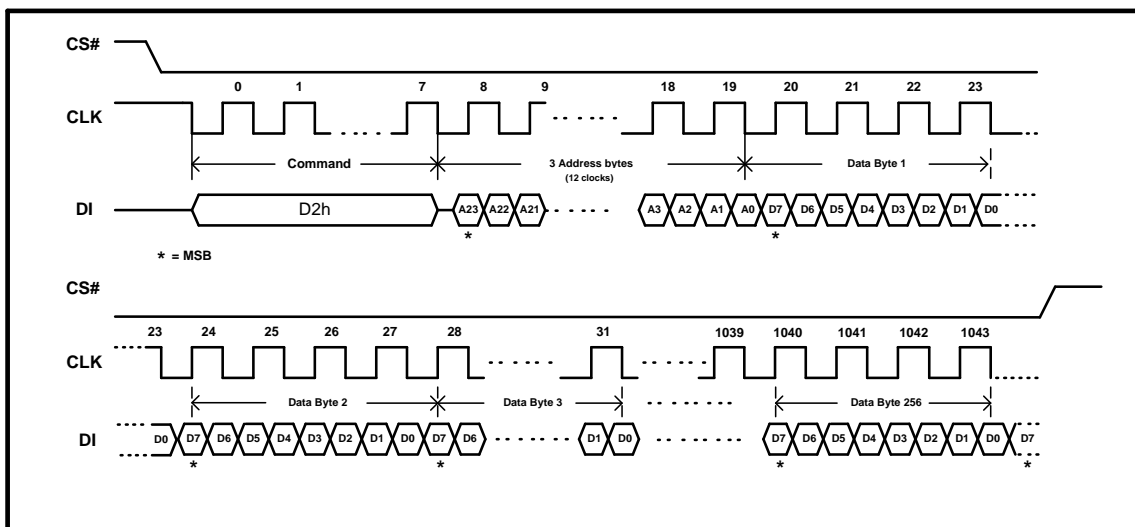 CS#
0 1 7 8 9 18 19 20 21 22 23
CLK
Command 3 Address bytes Data Byte 1
(12 clocks)
DI D2h A23 A22 A21 A3 A2 A1 A0 D7 D6 D5 D4 D3 D2 D1 D0
* *
* = MSB
CS#
23 24 25 26 27 28 31 1039 1040 1041 1042 1043
CLK
Data Byte 2 Data Byte 3 Data Byte 256
DI D0 D7 D6 D5 D4 D3 D2 D1 D0 D7 D6 D1 D0 D7 D6 D5 D4 D3 D2 D1 D0 D7
* * * *